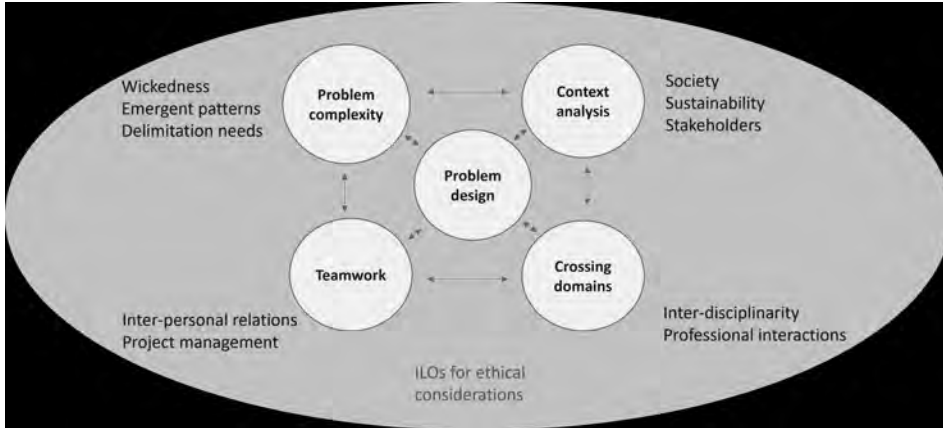 Wickedness
Emergent patterns
Delimitation needs
Problem
complexity
Context
analysis
Society
Sustainability
Stakeholders
Problem
design
Teamwork
Crossing
domains
Inter-personal relations
Project management
Inter-disciplinarity
Professional interactions
ILOs for ethical
considerations